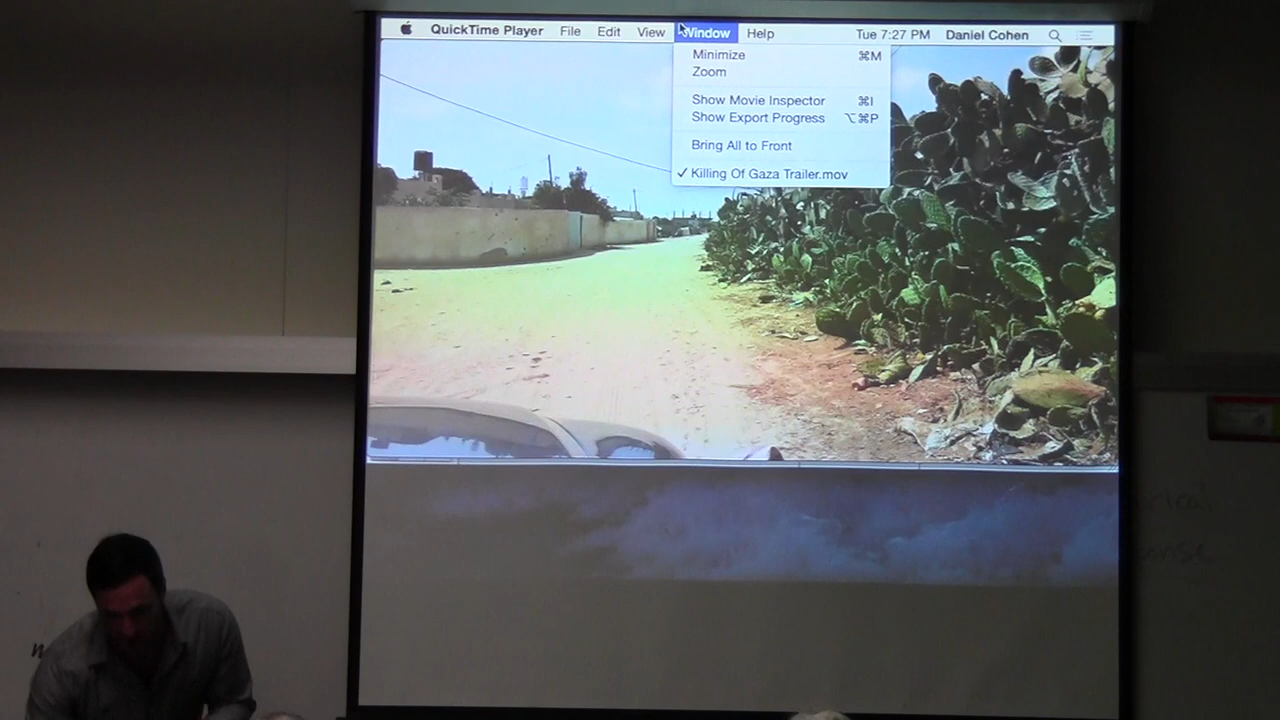 QuickTime Player File Edit View Window Help Tue 7:27 PM Daniel Cohen
Minimize ⌘M
Zoom
Show Movie Inspector ⌘I
Show Export Progress ⌥⌘P
Bring All to Front
✓ Killing Of Gaza Trailer.mov